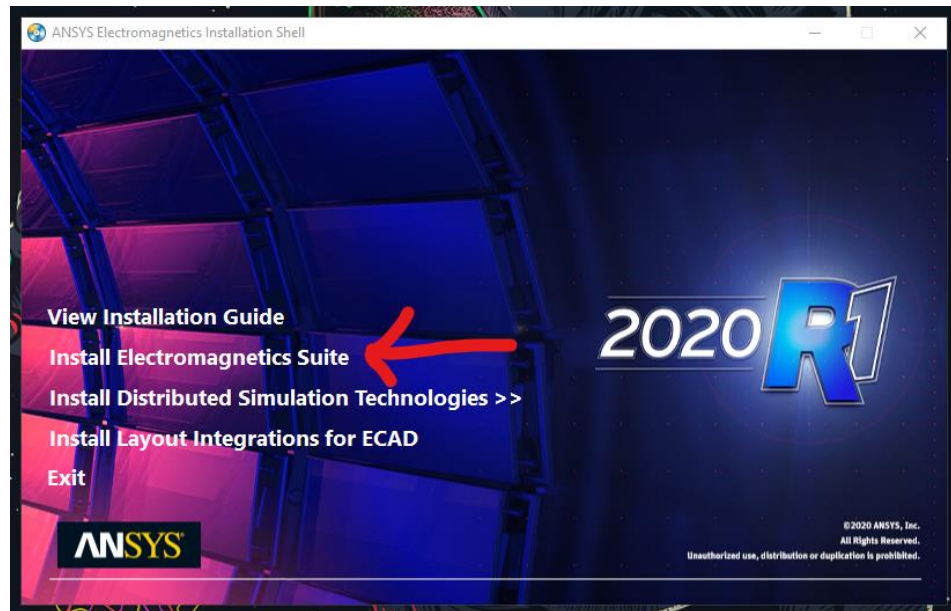 ANSYS Electromagnetics Installation Shell
View Installation Guide
Install Electromagnetics Suite
Install Distributed Simulation Technologies >>
Install Layout Integrations for ECAD
Exit
2020 R1
ANSYS
©2020 ANSYS, Inc.
All Rights Reserved.
Unauthorized use, distribution or duplication is prohibited.